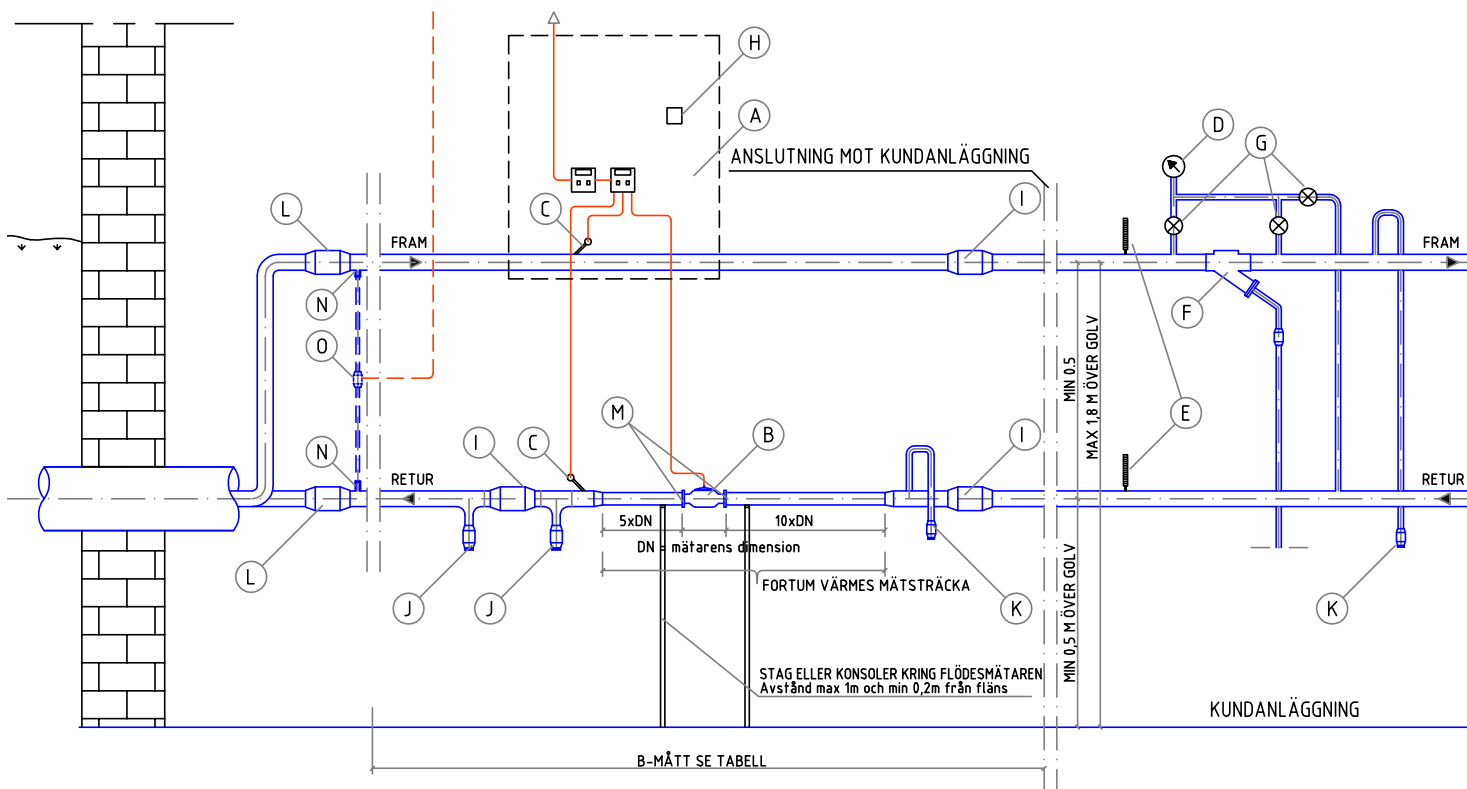 H
A
D
ANSLUTNING MOT KUNDANLÄGGNING
G
L
C
I
FRAM
FRAM
N
F
O
MIN 0.5
MAX 1,8 M ÖVER GOLV
M
B
E
N
I
C
I
RETUR
RETUR
5xDN
10xDN
DN = mätarens dimension
L
FORTUM VÄRMES MÄTSTRÄCKA
J
J
K
K
MIN 0,5 M ÖVER GOLV
STAG ELLER KONSOLER KRING FLÖDESMÄTAREN
Avstånd max 1m och min 0,2m från fläns
KUNDANLÄGGNING
B-MÅTT SE TABELL